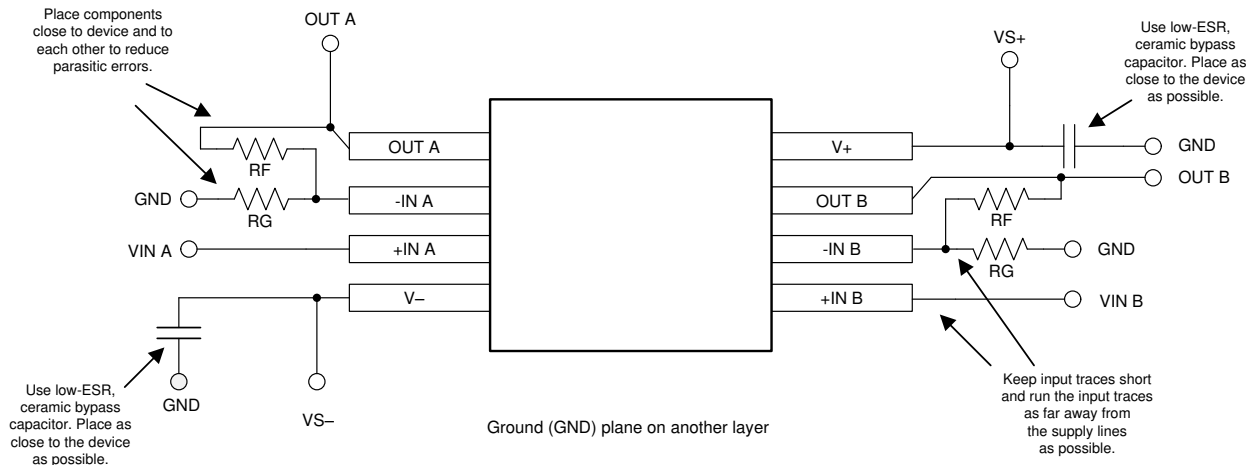 Place components
close to device and to
each other to reduce
parasitic errors.
OUT A
VS+
Use low-ESR,
ceramic bypass
capacitor. Place as
close to the device
as possible.
OUT A
RF
GND
RG
-IN A
VIN A
+IN A
V–
V+
GND
OUT B
OUT B
RF
-IN B
RG
GND
+IN B
VIN B
Use low-ESR,
ceramic bypass
capacitor. Place as
close to the device
as possible.
GND
VS–
Ground (GND) plane on another layer
Keep input traces short
and run the input traces
as far away from
the supply lines
as possible.